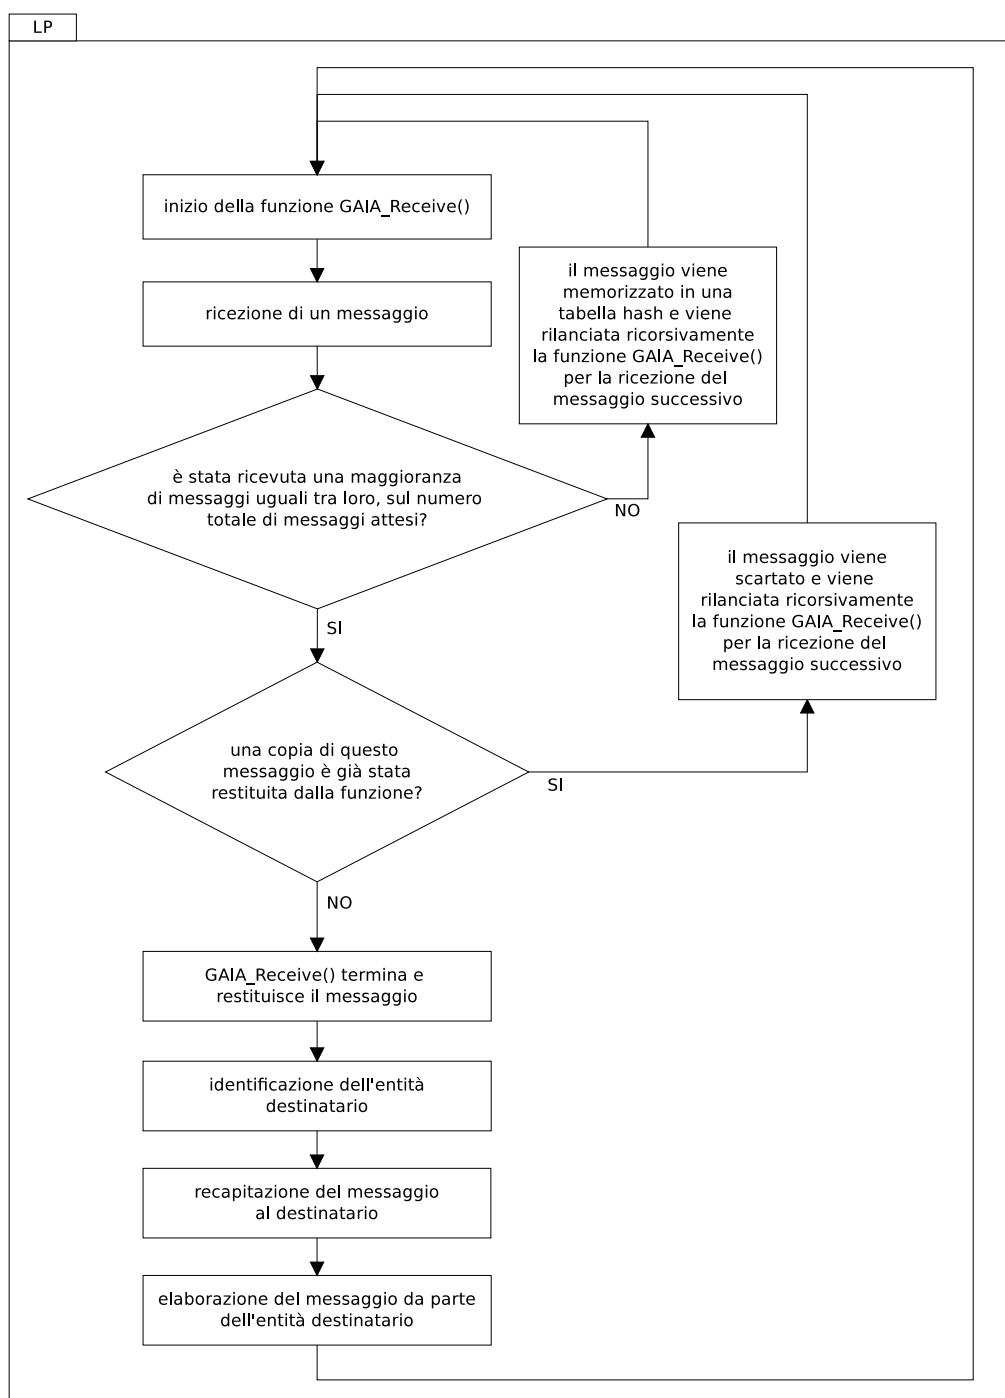 LP
inizio della funzione GAIA_Receive()
ricezione di un messaggio
il messaggio viene
memorizzato in una
tabella hash e viene
rilanciata ricorsivamente
la funzione GAIA_Receive()
per la ricezione del
messaggio successivo
è stata ricevuta una maggioranza
di messaggi uguali tra loro, sul numero
totale di messaggi attesi?
NO
SI
il messaggio viene
scartato e viene
rilanciata ricorsivamente
la funzione GAIA_Receive()
per la ricezione del
messaggio successivo
una copia di questo
messaggio è già stata
restituita dalla funzione?
SI
NO
GAIA_Receive() termina e
restituisce il messaggio
identificazione dell'entità
destinatario
recapitazione del messaggio
al destinatario
elaborazione del messaggio da parte
dell'entità destinatario